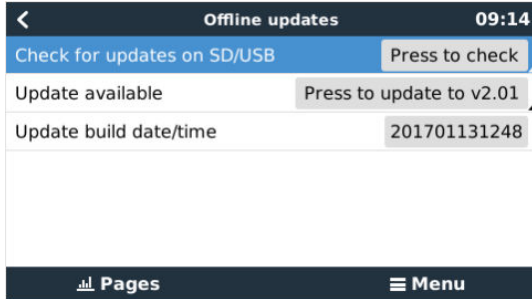 Offline updates 09:14
Check for updates on SD/USB Press to check
Update available Press to update to v2.01
Update build date/time 201701131248
Pages Menu